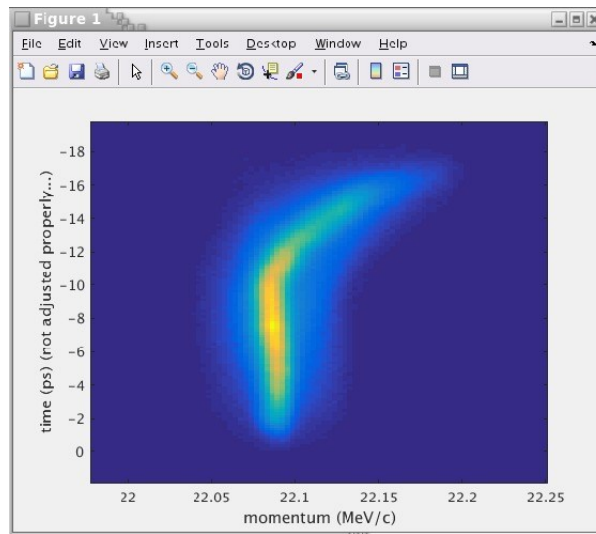 Figure 1
File Edit View Insert Tools Desktop Window Help
time (ps) (not adjusted properly...)
-18
-16
-14
-12
-10
-8
-6
-4
-2
0
22 22.05 22.1 22.15 22.2 22.25
momentum (MeV/c)